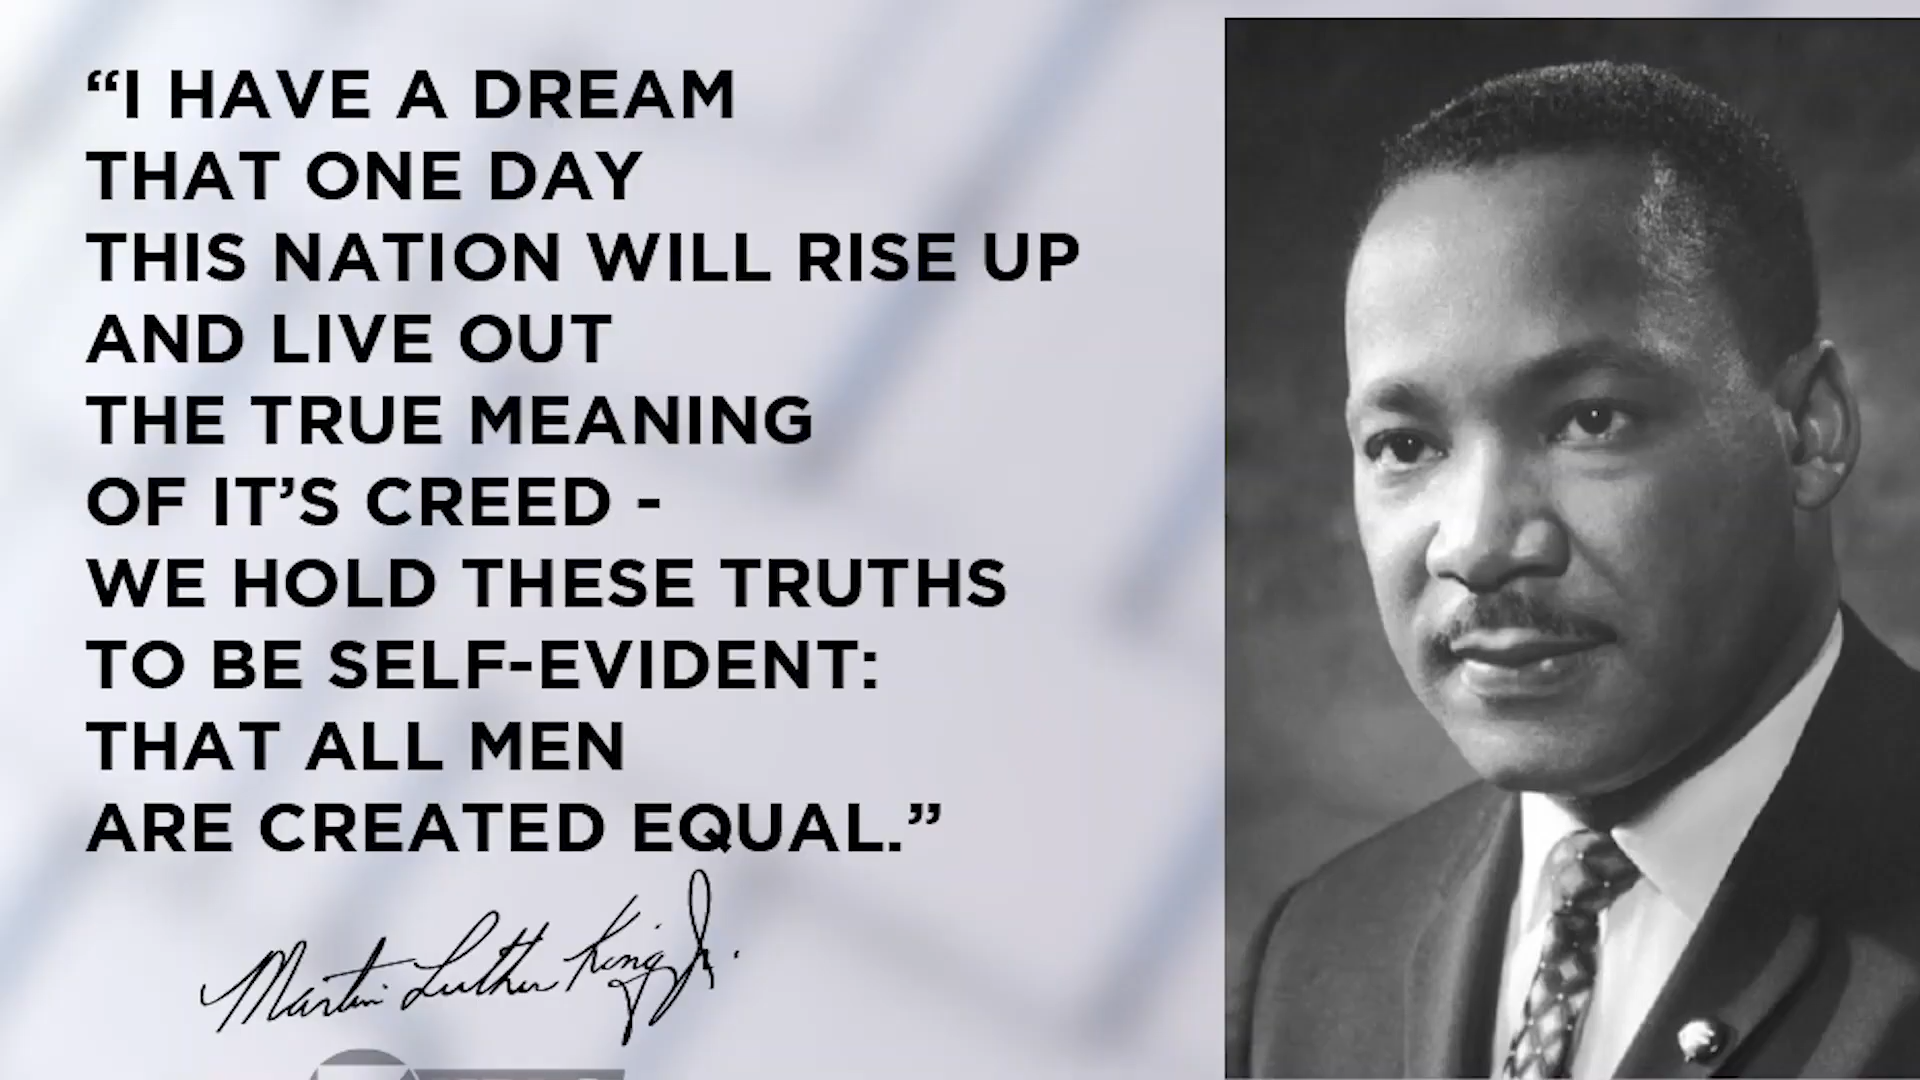 “I HAVE A DREAM
THAT ONE DAY
THIS NATION WILL RISE UP
AND LIVE OUT
THE TRUE MEANING
OF IT’S CREED -
WE HOLD THESE TRUTHS
TO BE SELF-EVIDENT:
THAT ALL MEN
ARE CREATED EQUAL.”
Martin Luther King Jr.